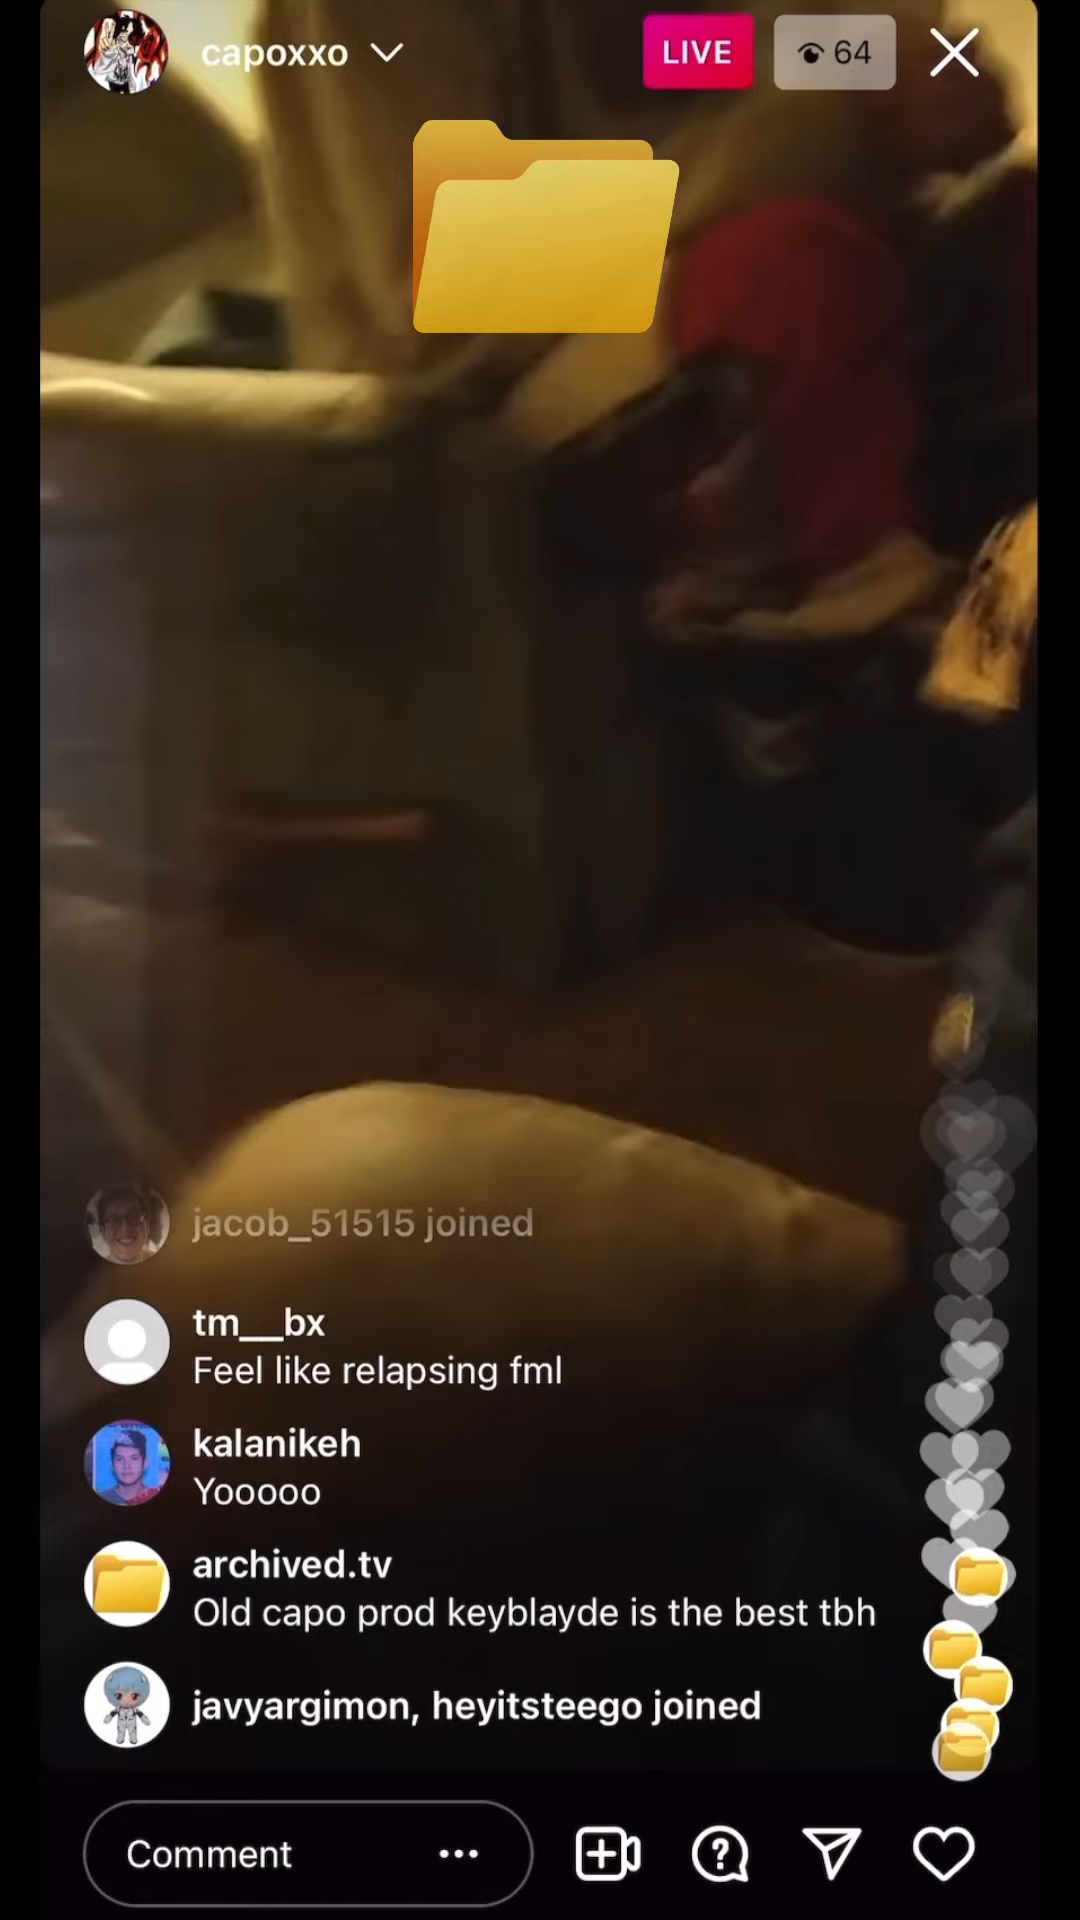 capoxxo
LIVE
64
jacob_51515 joined
tm__bx
Feel like relapsing fml
kalanikeh
Yooooo
archived.tv
Old capo prod keyblayde is the best tbh
javyargimon, heyitsteego joined
Comment